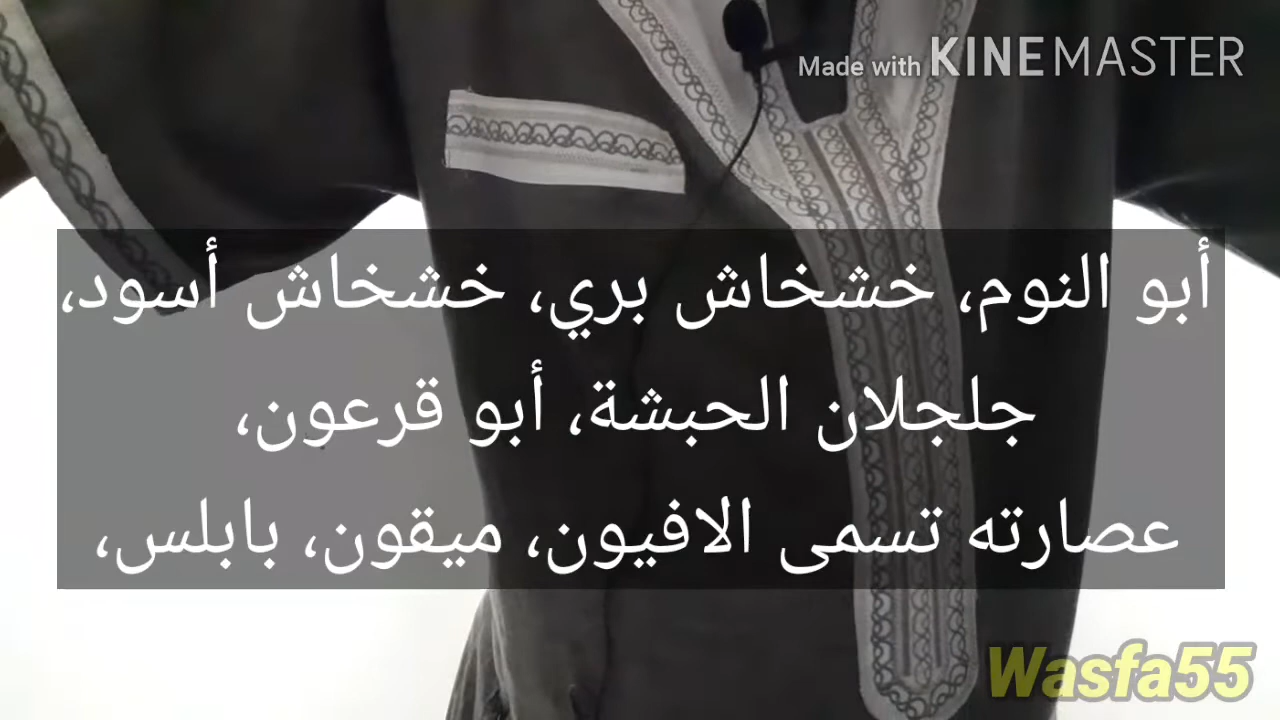 Made with KINEMASTER
أبو النوم، خشخاش بري، خشخاش أسود،
جلجلان الحبشة، أبو قرعون،
عصارته تسمى الافيون، ميقون، بابلس،
Wasfa55